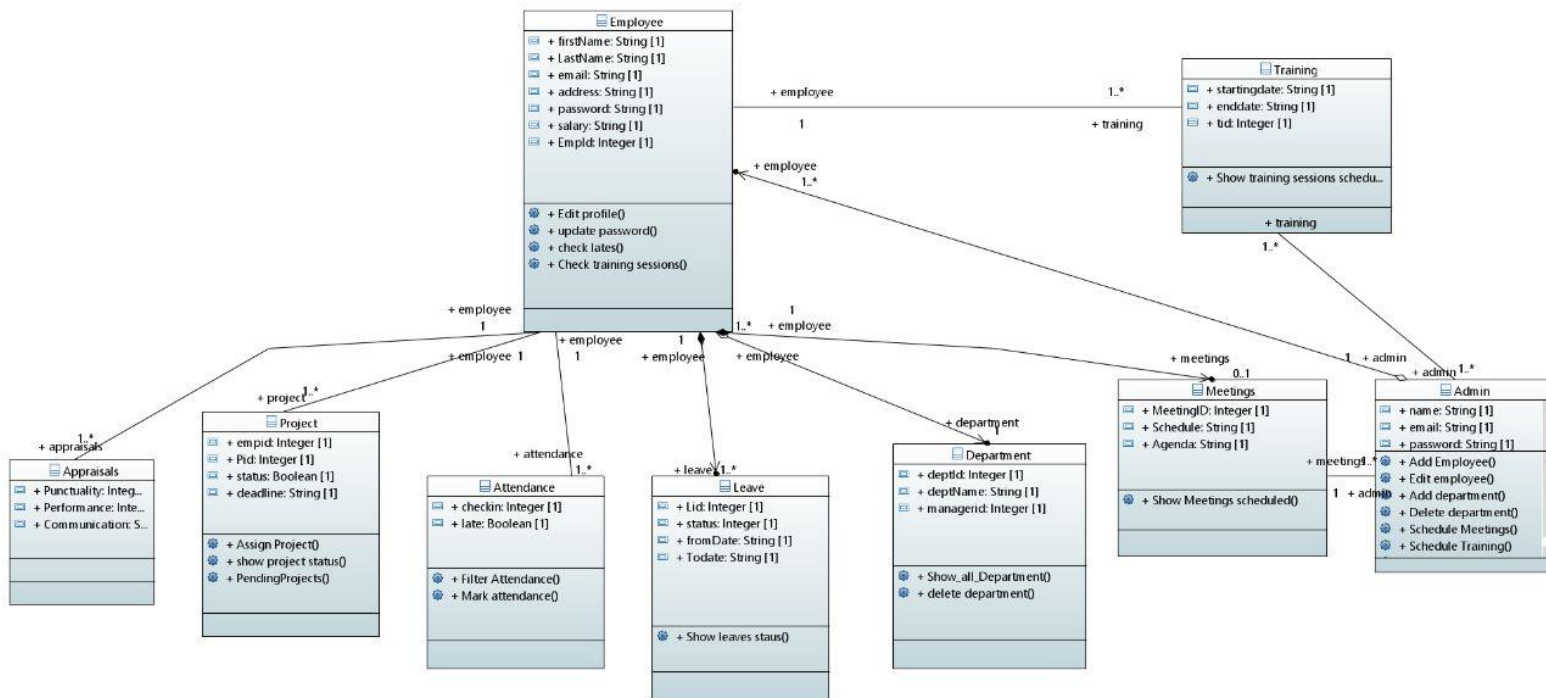 Employee
+ firstName: String [1]
+ LastName: String [1]
+ email: String [1]
+ address: String [1]
+ password: String [1]
+ salary: String [1]
+ EmpId: Integer [1]
+ Edit profile()
+ update password()
+ check lates()
+ Check training sessions()
+ employee
1
1..*
+ training
Training
+ startingdate: String [1]
+ enddate: String [1]
+ tid: Integer [1]
+ Show training sessions schedu...
+ training
1..*
+ employee
1..*
+ employee
1
+ employee
1
+ employee
1
1
+ employee
1..*
+ employee
1
+ employee
+ meetings
0..1
1
+ admin
+ admin
1..*
1..*
+ appraisals
Appraisals
+ Punctuality: Integ...
+ Performance: Inte...
+ Communication: S...
1..*
+ project
Project
+ empid: Integer [1]
+ Pid: Integer [1]
+ status: Boolean [1]
+ deadline: String [1]
+ Assign Project()
+ show project status()
+ PendingProjects()
+ attendance
1..*
Attendance
+ checkin: Integer [1]
+ late: Boolean [1]
+ Filter Attendance()
+ Mark attendance()
+ leave
1..*
Leave
+ Lid: Integer [1]
+ status: Integer [1]
+ fromDate: String [1]
+ Todate: String [1]
+ Show leaves staus()
+ department
1
Department
+ deptId: Integer [1]
+ deptName: String [1]
+ managerid: Integer [1]
+ Show_all_Department()
+ delete department()
Meetings
+ MeetingID: Integer [1]
+ Schedule: String [1]
+ Agenda: String [1]
+ Show Meetings scheduled()
+ meetings
1..*
1
+ admin
Admin
+ name: String [1]
+ email: String [1]
+ password: String [1]
+ Add Employee()
+ Edit employee()
+ Add department()
+ Delete department()
+ Schedule Meetings()
+ Schedule Training()